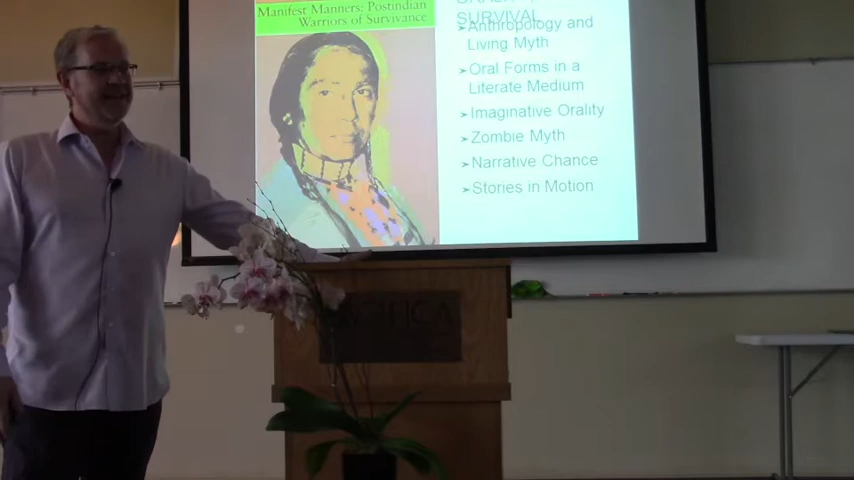 Manifest Manners: Postindian
Warriors of Survivance
SURVIVAL
➢Anthropology and
Living Myth
➢Oral Forms in a
Literate Medium
➢Imaginative Orality
➢Zombie Myth
➢Narrative Chance
➢Stories in Motion
PACIFICA